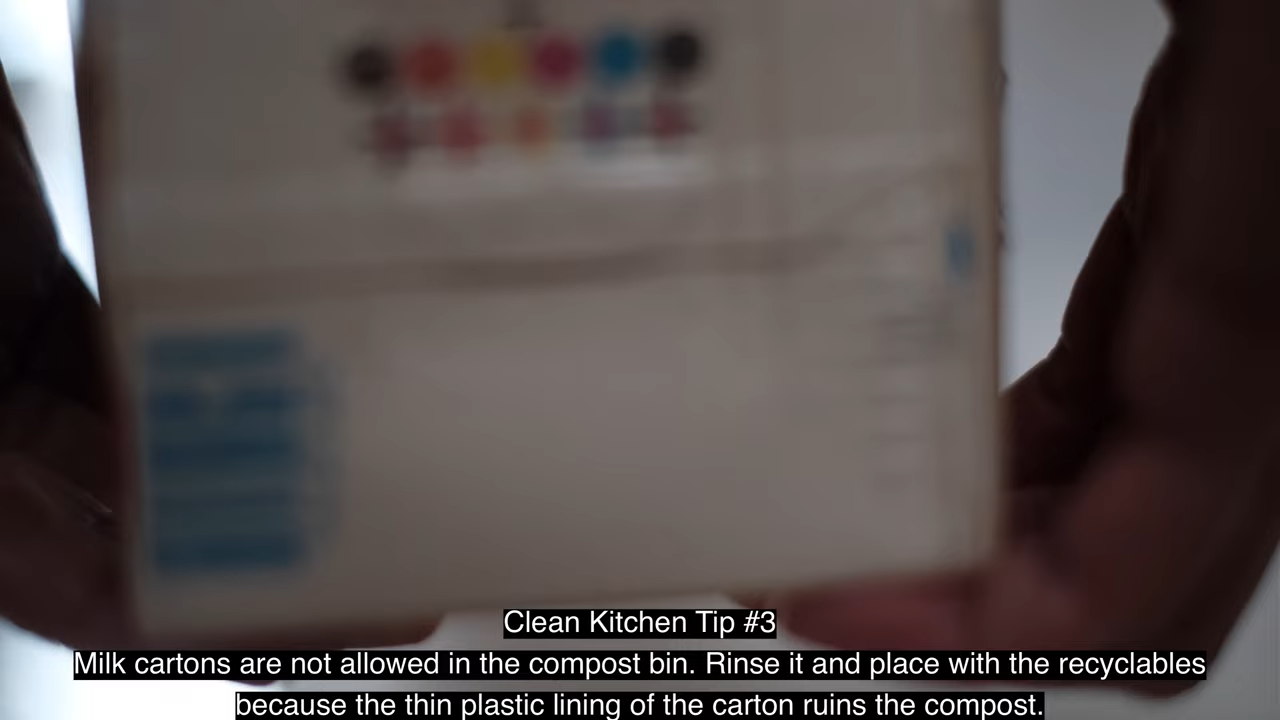 Clean Kitchen Tip #3
Milk cartons are not allowed in the compost bin. Rinse it and place with the recyclables
because the thin plastic lining of the carton ruins the compost.